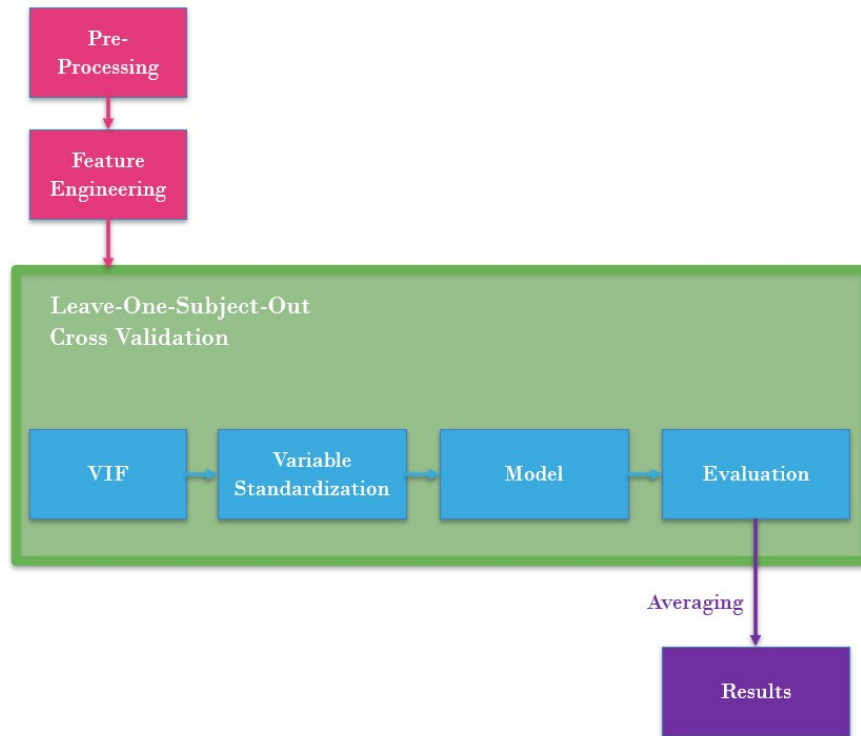 Pre-
Processing
Feature
Engineering
Leave-One-Subject-Out
Cross Validation
VIF
Variable
Standardization
Model
Evaluation
Averaging
Results